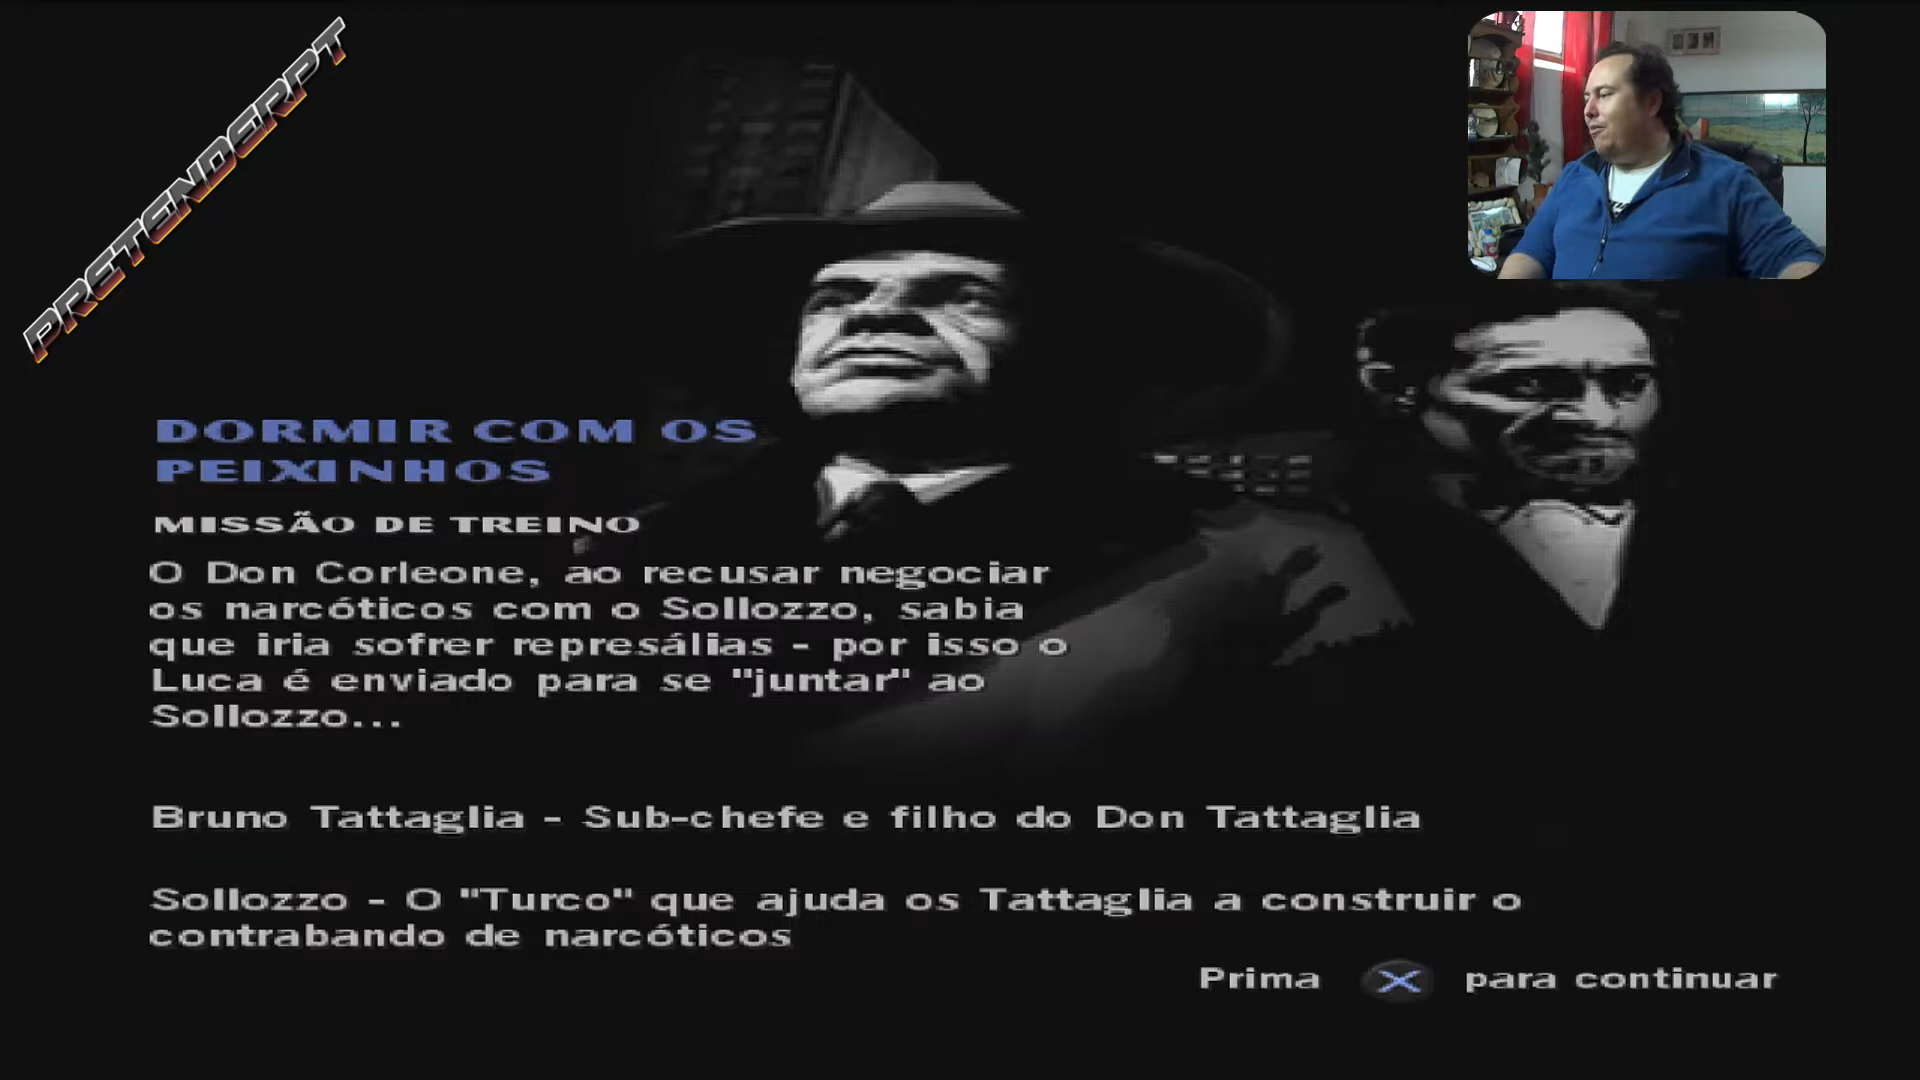 PRETENDERPT
DORMIR COM OS
PEIXINHOS
MISSÃO DE TREINO
O Don Corleone, ao recusar negociar
os narcóticos com o Sollozzo, sabia
que iria sofrer represálias - por isso o
Luca é enviado para se "juntar" ao
Sollozzo...
Bruno Tattaglia - Sub-chefe e filho do Don Tattaglia
Sollozzo - O "Turco" que ajuda os Tattaglia a construir o
contrabando de narcóticos
Prima X para continuar